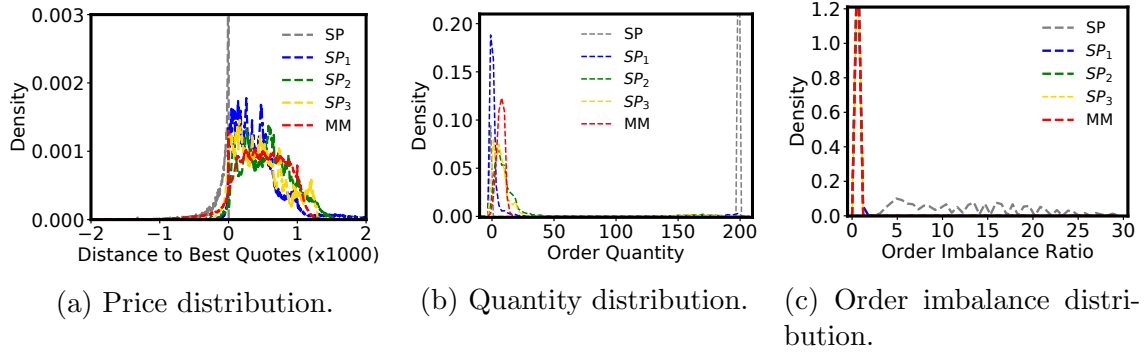 0.003
0.002
0.001
0.000
Density
−2
−1
0
1
2
Distance to Best Quotes (x1000)
SP
SP₁
SP₂
SP₃
MM
(a) Price distribution.
0.20
0.15
0.10
0.05
0.00
Density
0
50
100
150
200
Order Quantity
SP
SP₁
SP₂
SP₃
MM
(b) Quantity distribution.
1.2
1.0
0.8
0.6
0.4
0.2
0.0
Density
0
5
10
15
20
25
30
Order Imbalance Ratio
SP
SP₁
SP₂
SP₃
MM
(c) Order imbalance distri-
bution.